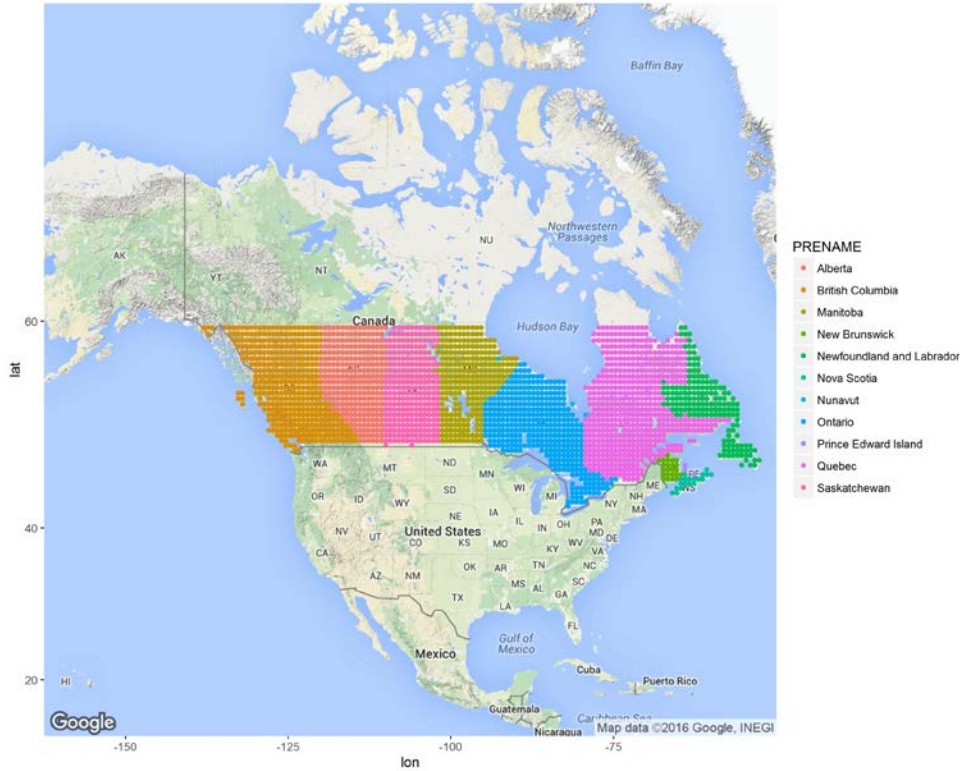 Baffin Bay
Northwestern
Passages
NU
AK
YT
NT
60
Canada
Hudson Bay
lat
WA
MT
ND
MN
OR
ID
WY
SD
WI
MI
ME
NY
NH
MA
PE
NS
40
NE
IA
IL
IN
OH
PA
MD
DE
NV
UT
United States
CO
KS
MO
KY
WV
VA
CA
AZ
NM
OK
AR
TN
NC
SC
TX
MS
AL
GA
LA
FL
Gulf of
Mexico
Mexico
20
HI
Cuba
Puerto Rico
Guatemala
Caribbean Sea
Nicaragua
Google
Map data ©2016 Google, INEGI
-150
-125
-100
-75
lon
PRENAME
Alberta
British Columbia
Manitoba
New Brunswick
Newfoundland and Labrador
Nova Scotia
Nunavut
Ontario
Prince Edward Island
Quebec
Saskatchewan